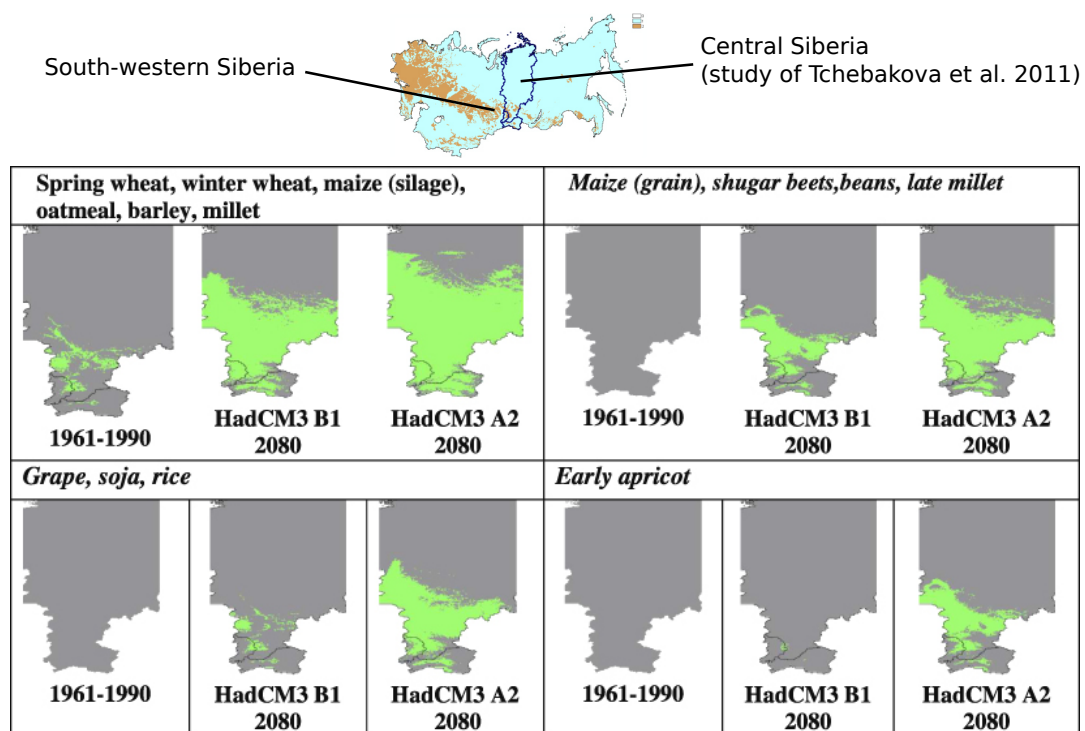 South-western Siberia
Central Siberia
(study of Tchebakova et al. 2011)
Spring wheat, winter wheat, maize (silage),
oatmeal, barley, millet
Maize (grain), shugar beets,beans, late millet
1961-1990
HadCM3 B1
2080
HadCM3 A2
2080
1961-1990
HadCM3 B1
2080
HadCM3 A2
2080
Grape, soja, rice
Early apricot
1961-1990
HadCM3 B1
2080
HadCM3 A2
2080
1961-1990
HadCM3 B1
2080
HadCM3 A2
2080